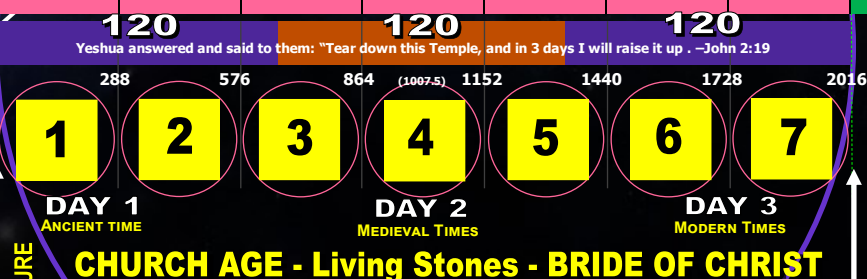 120 120 120
Yeshua answered and said to them: “Tear down this Temple, and in 3 days I will raise it up . –John 2:19
288 576 864 (1007.5) 1152 1440 1728 2016
1 2 3 4 5 6 7
DAY 1 DAY 2 DAY 3
ANCIENT TIME MEDIEVAL TIMES MODERN TIMES
URE
CHURCH AGE - Living Stones - BRIDE OF CHRIST